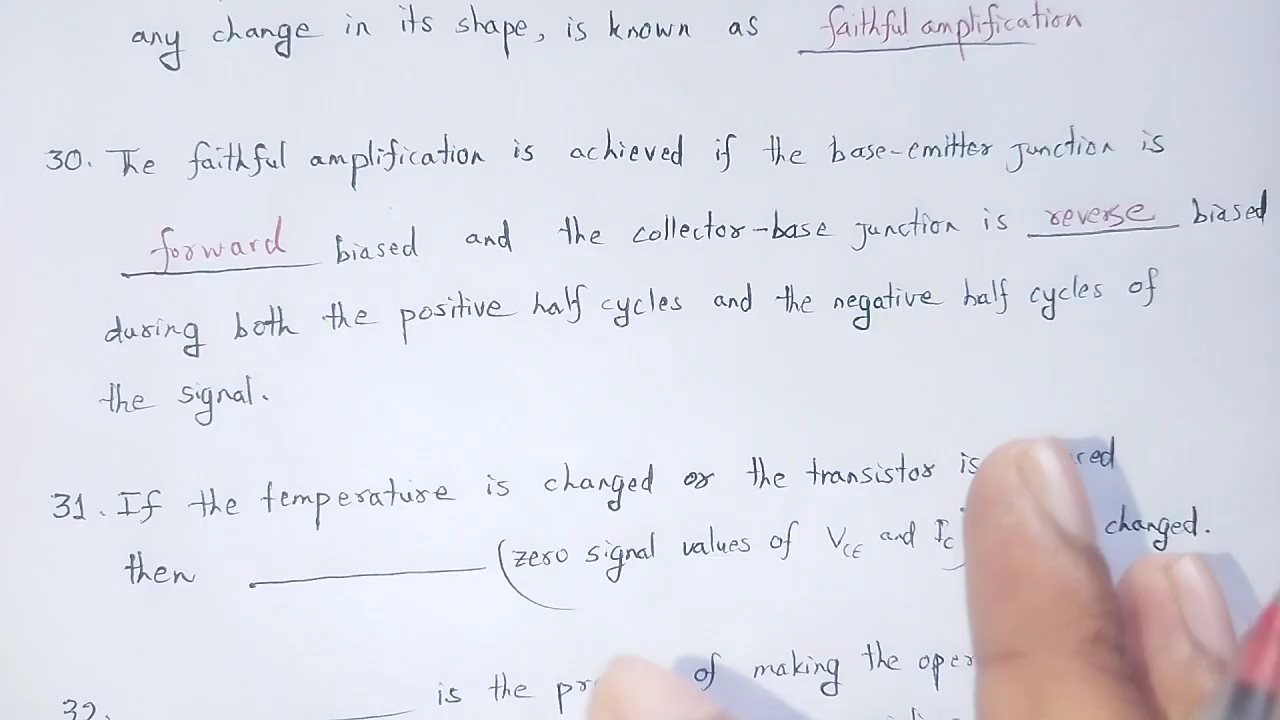 any change in its shape, is known as faithful amplification
30. The faithful amplification is achieved if the base-emitter junction is
forward biased and the collector-base junction is reverse biased
during both the positive half cycles and the negative half cycles of
the signal.
31. If the temperature is changed or the transistor is
then (zero signal values of VCE and IC) changed.
32. is the of making the